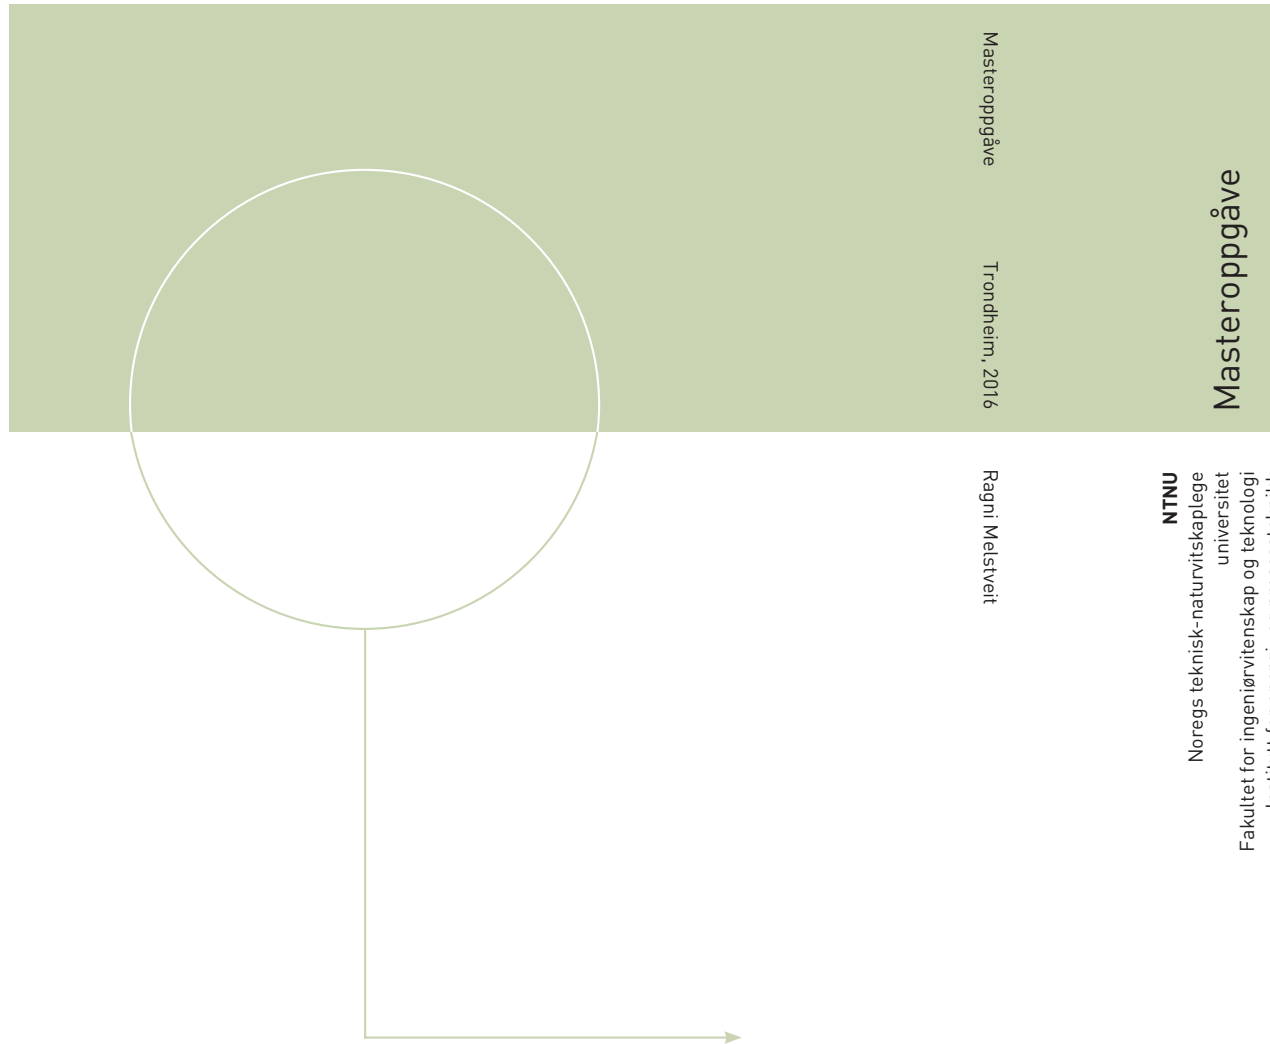 Masteroppgåve
Trondheim, 2016
Ragni Melstveit
Masteroppgåve
NTNU
Noregs teknisk-naturvitskaplege
universitet
Fakultet for ingeniørvitenskap og teknologi